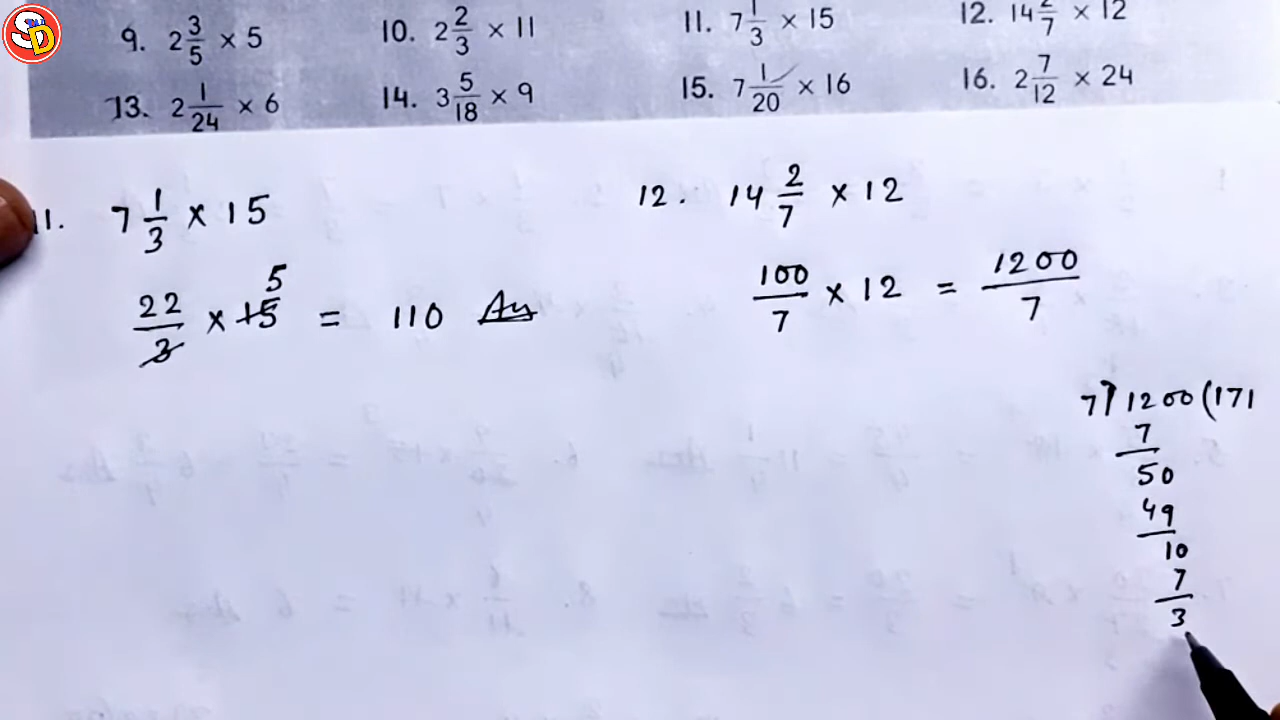 SD
9. 2 3/5 × 5
10. 2 2/3 × 11
11. 7 1/3 × 15
12. 14 2/7 × 12
13. 2 1/24 × 6
14. 3 5/18 × 9
15. 7 1/20 × 16
16. 2 7/12 × 24
11. 7 1/3 × 15
5
22/3 × 15 = 110 Ans
12. 14 2/7 × 12
100/7 × 12 = 1200/7
7)1200(171
7
50
49
10
7
3